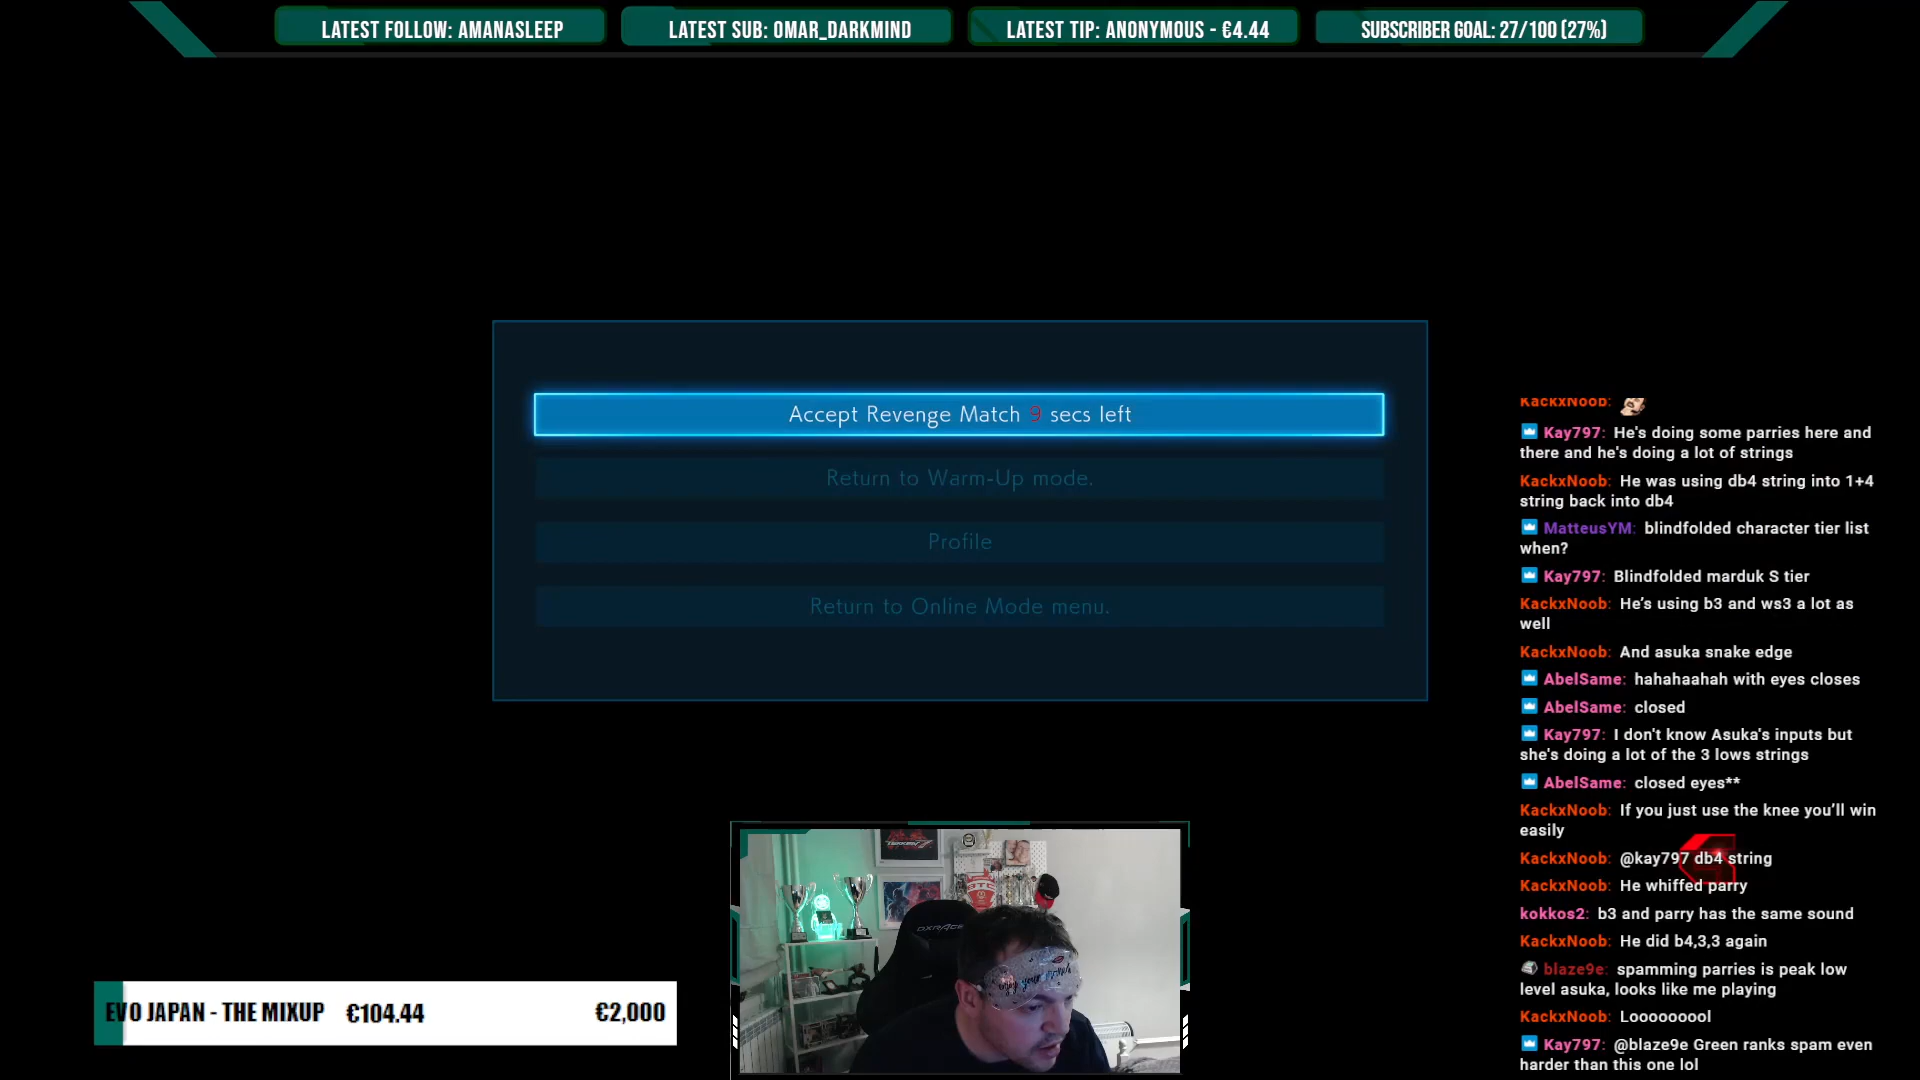 LATEST FOLLOW: AMANASLEEP
LATEST SUB: OMAR_DARKMIND
LATEST TIP: ANONYMOUS - €4.44
SUBSCRIBER GOAL: 27/100 (27%)
Accept Revenge Match 9 secs left
Return to Warm-Up mode.
Profile
Return to Online Mode menu.
KackxNoob:
Kay797: He's doing some parries here and
there and he's doing a lot of strings
KackxNoob: He was using db4 string into 1+4
string back into db4
MatteusYM: blindfolded character tier list
when?
Kay797: Blindfolded marduk S tier
KackxNoob: He’s using b3 and ws3 a lot as
well
KackxNoob: And asuka snake edge
AbelSame: hahahaahah with eyes closes
AbelSame: closed
Kay797: I don't know Asuka's inputs but
she's doing a lot of the 3 lows strings
AbelSame: closed eyes**
KackxNoob: If you just use the knee you’ll win
easily
KackxNoob: @kay797 db4 string
KackxNoob: He whiffed parry
kokkos2: b3 and parry has the same sound
KackxNoob: He did b4,3,3 again
blaze9e: spamming parries is peak low
level asuka, looks like me playing
KackxNoob: Looooooool
Kay797: @blaze9e Green ranks spam even
harder than this one lol
EVO JAPAN - THE MIXUP €104.44 €2,000
TEKKEN 7
DXRACER
enjoy your